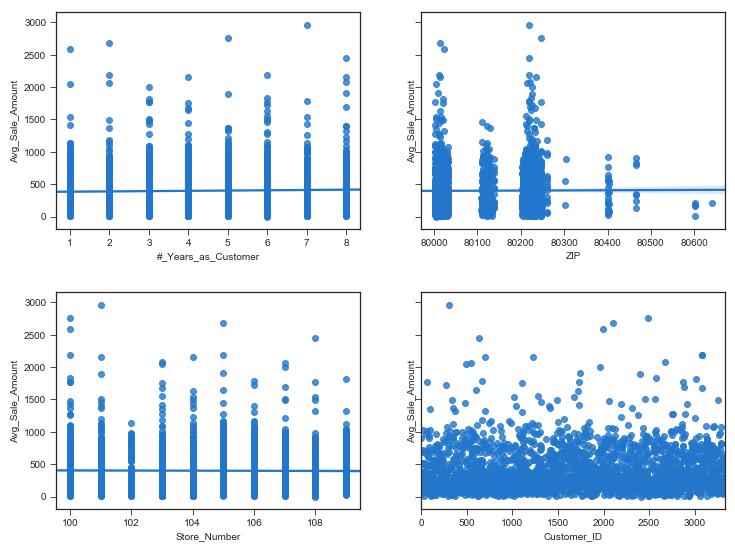 3000
2500
2000
1500
1000
500
0
Avg_Sale_Amount
1 2 3 4 5 6 7 8
#_Years_as_Customer
Avg_Sale_Amount
80000 80100 80200 80300 80400 80500 80600
ZIP
3000
2500
2000
1500
1000
500
0
Avg_Sale_Amount
100 102 104 106 108
Store_Number
Avg_Sale_Amount
0 500 1000 1500 2000 2500 3000
Customer_ID